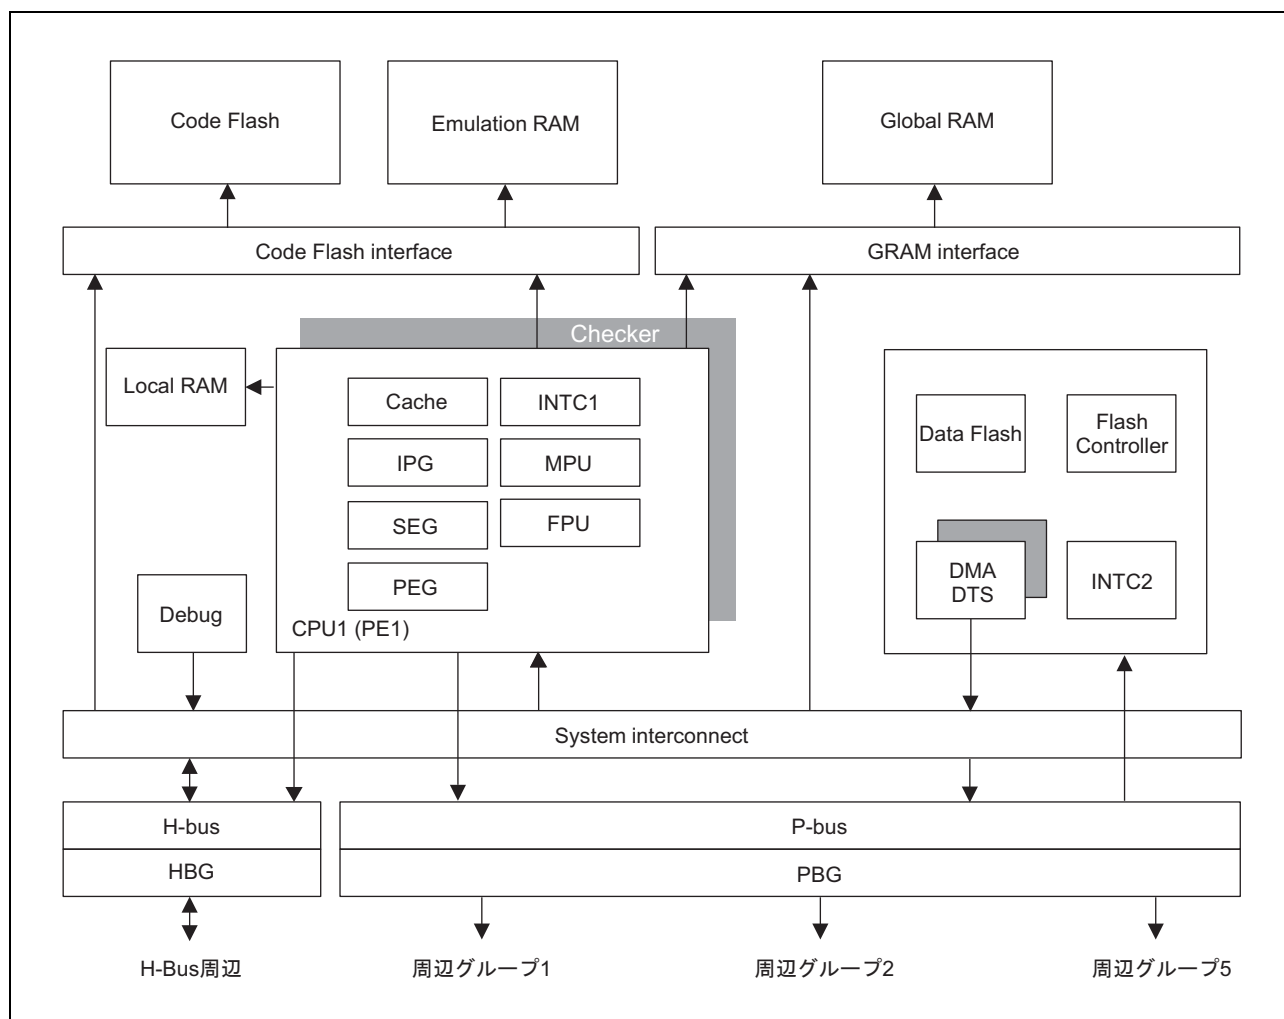 Code Flash
Emulation RAM
Global RAM
Code Flash interface
GRAM interface
Checker
Local RAM
Cache
INTC1
IPG
MPU
SEG
FPU
PEG
CPU1 (PE1)
Debug
Data Flash
Flash
Controller
DMA
DTS
INTC2
System interconnect
H-bus
HBG
P-bus
PBG
H-Bus周辺
周辺グループ1
周辺グループ2
周辺グループ5